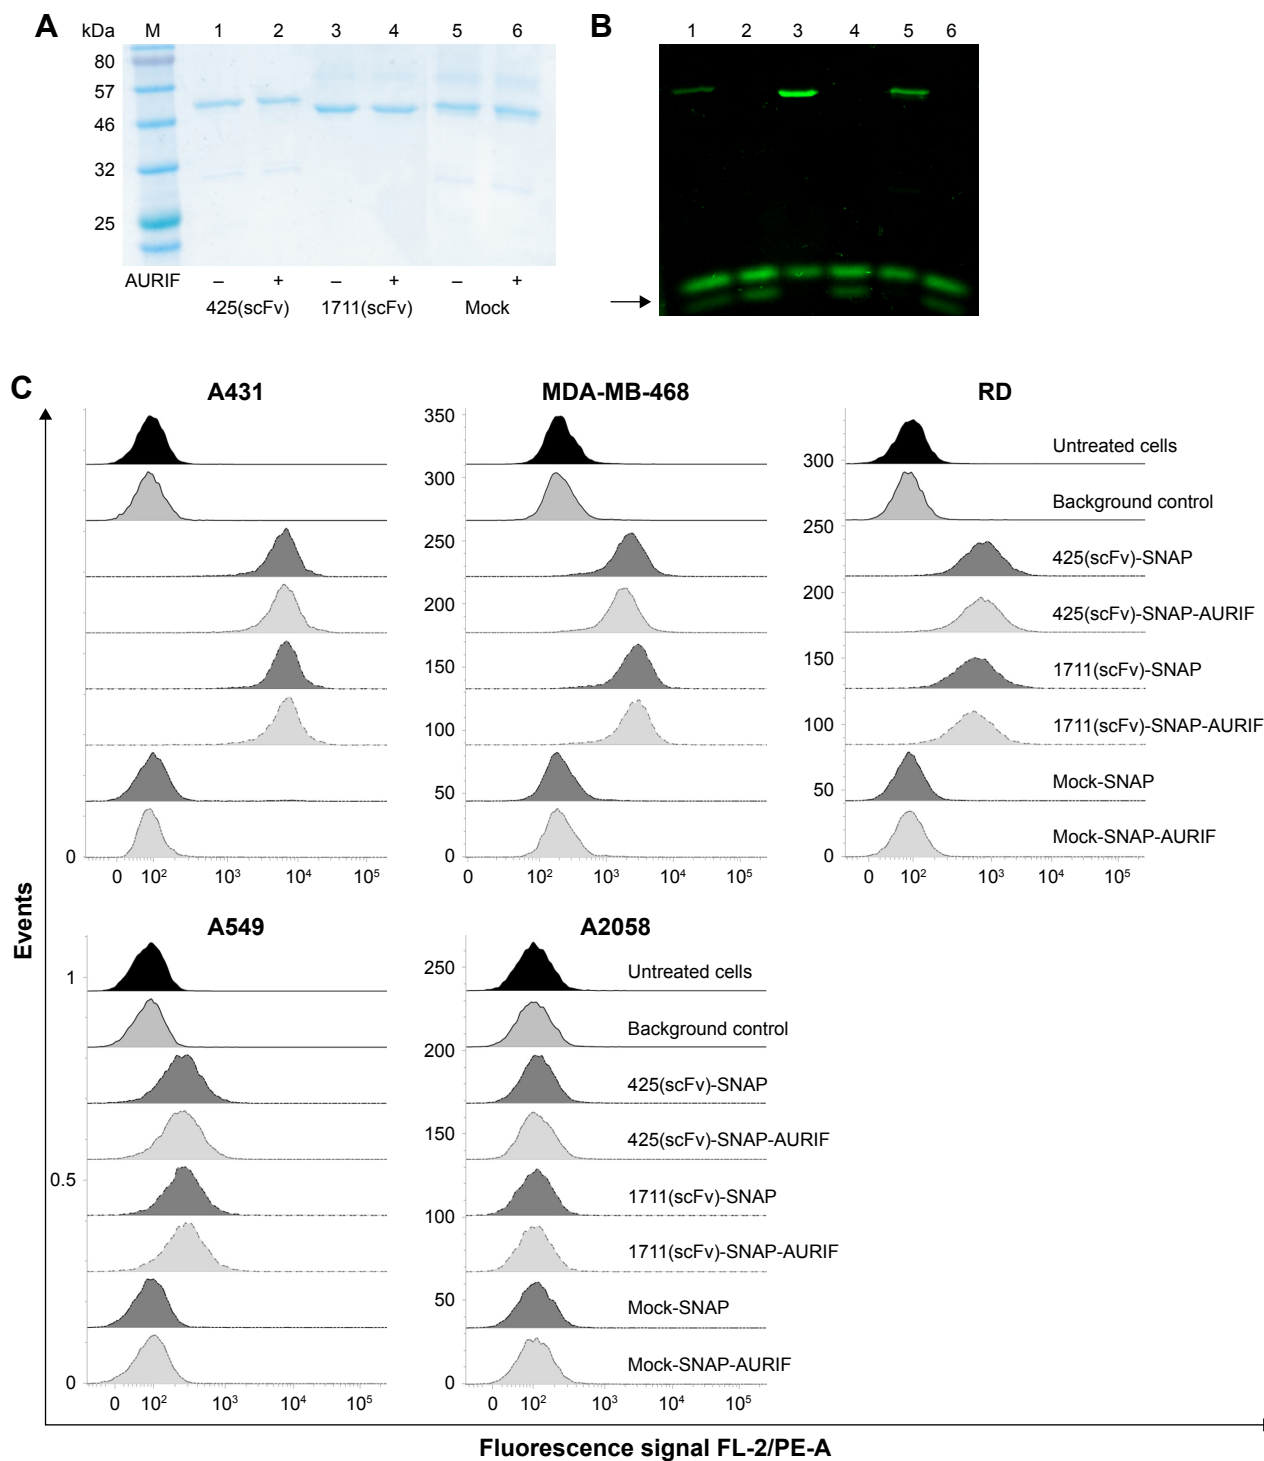 A
kDa M 1 2 3 4 5 6
80
57
46
32
25
AURIF – + – + – +
425(scFv) 1711(scFv) Mock
B
1 2 3 4 5 6
C
Events
A431
0
0 10² 10³ 10⁴ 10⁵
MDA-MB-468
350
300
250
200
150
100
50
0
0 10² 10³ 10⁴ 10⁵
RD
300
250
200
150
100
50
0
0 10² 10³ 10⁴ 10⁵
Untreated cells
Background control
425(scFv)-SNAP
425(scFv)-SNAP-AURIF
1711(scFv)-SNAP
1711(scFv)-SNAP-AURIF
Mock-SNAP
Mock-SNAP-AURIF
A549
1
0.5
0
0 10² 10³ 10⁴ 10⁵
A2058
250
200
150
100
50
0
0 10² 10³ 10⁴ 10⁵
Untreated cells
Background control
425(scFv)-SNAP
425(scFv)-SNAP-AURIF
1711(scFv)-SNAP
1711(scFv)-SNAP-AURIF
Mock-SNAP
Mock-SNAP-AURIF
Fluorescence signal FL-2/PE-A